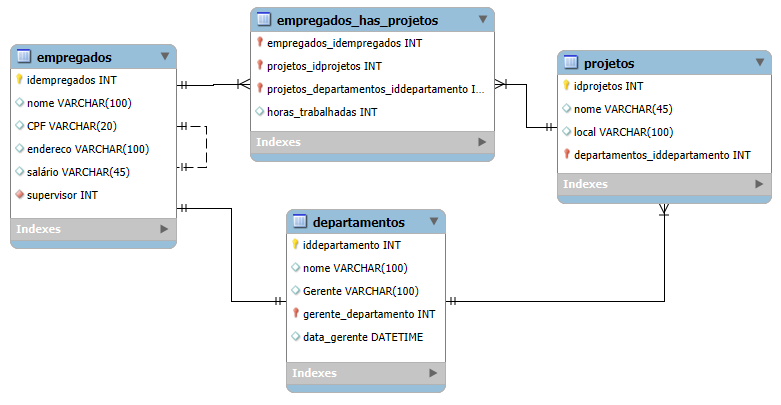 empregados
idempregados INT
nome VARCHAR(100)
CPF VARCHAR(20)
endereco VARCHAR(100)
salário VARCHAR(45)
supervisor INT
Indexes
empregados_has_projetos
empregados_idempregados INT
projetos_idprojetos INT
projetos_departamentos_iddepartamento I...
horas_trabalhadas INT
Indexes
projetos
idprojetos INT
nome VARCHAR(45)
local VARCHAR(100)
departamentos_iddepartamento INT
Indexes
departamentos
iddepartamento INT
nome VARCHAR(100)
Gerente VARCHAR(100)
gerente_departamento INT
data_gerente DATETIME
Indexes